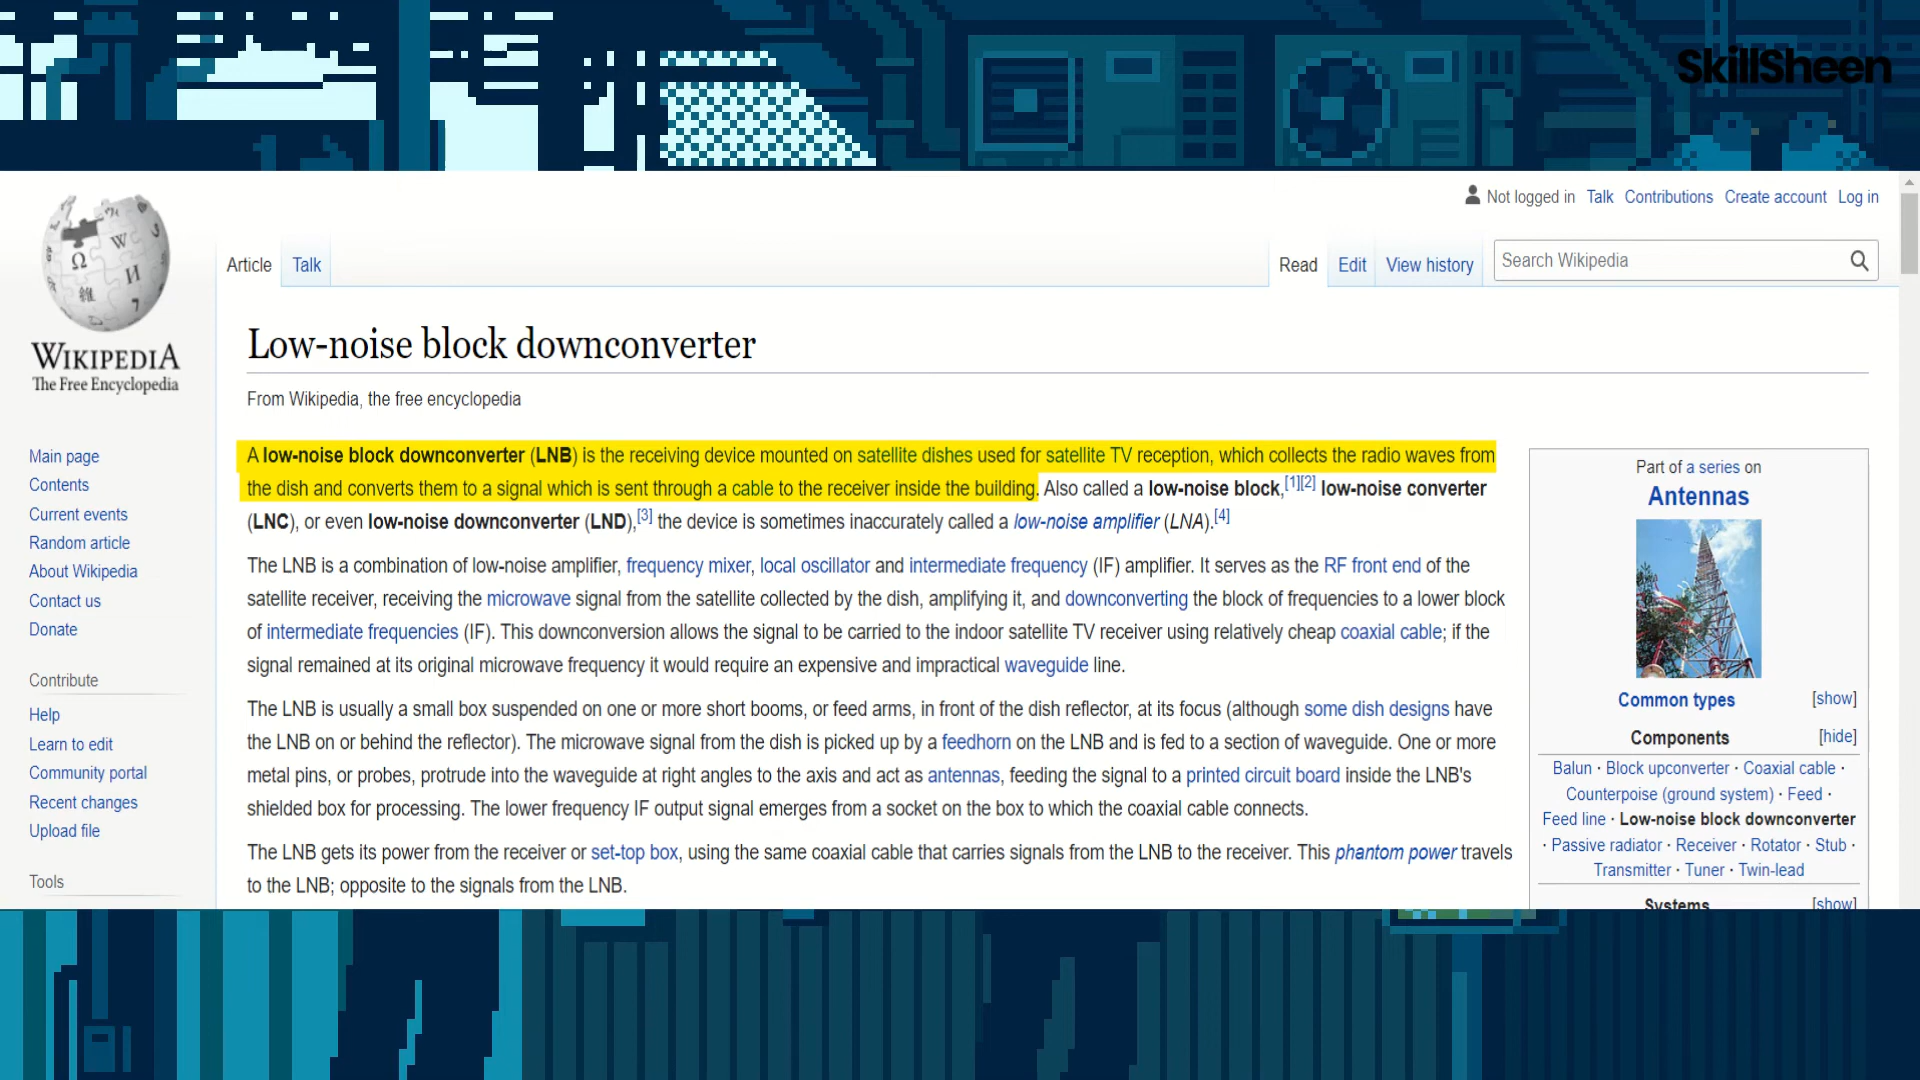 SkillSheen
Not logged in Talk Contributions Create account Log in
Article Talk Read Edit View history Search Wikipedia
WIKIPEDIA
The Free Encyclopedia
Main page
Contents
Current events
Random article
About Wikipedia
Contact us
Donate
Contribute
Help
Learn to edit
Community portal
Recent changes
Upload file
Tools
Low-noise block downconverter
From Wikipedia, the free encyclopedia
A low-noise block downconverter (LNB) is the receiving device mounted on satellite dishes used for satellite TV reception, which collects the radio waves from
the dish and converts them to a signal which is sent through a cable to the receiver inside the building. Also called a low-noise block,[1][2] low-noise converter
(LNC), or even low-noise downconverter (LND),[3] the device is sometimes inaccurately called a low-noise amplifier (LNA).[4]
The LNB is a combination of low-noise amplifier, frequency mixer, local oscillator and intermediate frequency (IF) amplifier. It serves as the RF front end of the
satellite receiver, receiving the microwave signal from the satellite collected by the dish, amplifying it, and downconverting the block of frequencies to a lower block
of intermediate frequencies (IF). This downconversion allows the signal to be carried to the indoor satellite TV receiver using relatively cheap coaxial cable; if the
signal remained at its original microwave frequency it would require an expensive and impractical waveguide line.
The LNB is usually a small box suspended on one or more short booms, or feed arms, in front of the dish reflector, at its focus (although some dish designs have
the LNB on or behind the reflector). The microwave signal from the dish is picked up by a feedhorn on the LNB and is fed to a section of waveguide. One or more
metal pins, or probes, protrude into the waveguide at right angles to the axis and act as antennas, feeding the signal to a printed circuit board inside the LNB's
shielded box for processing. The lower frequency IF output signal emerges from a socket on the box to which the coaxial cable connects.
The LNB gets its power from the receiver or set-top box, using the same coaxial cable that carries signals from the LNB to the receiver. This phantom power travels
to the LNB; opposite to the signals from the LNB.
Part of a series on
Antennas
Common types [show]
Components [hide]
Balun · Block upconverter · Coaxial cable ·
Counterpoise (ground system) · Feed ·
Feed line · Low-noise block downconverter
· Passive radiator · Receiver · Rotator · Stub ·
Transmitter · Tuner · Twin-lead
Systems [show]